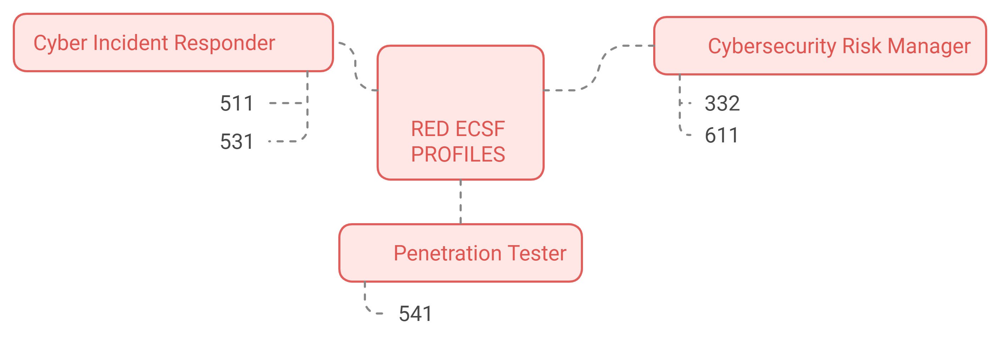 Cyber Incident Responder
511
531
RED ECSF
PROFILES
Cybersecurity Risk Manager
332
611
Penetration Tester
541